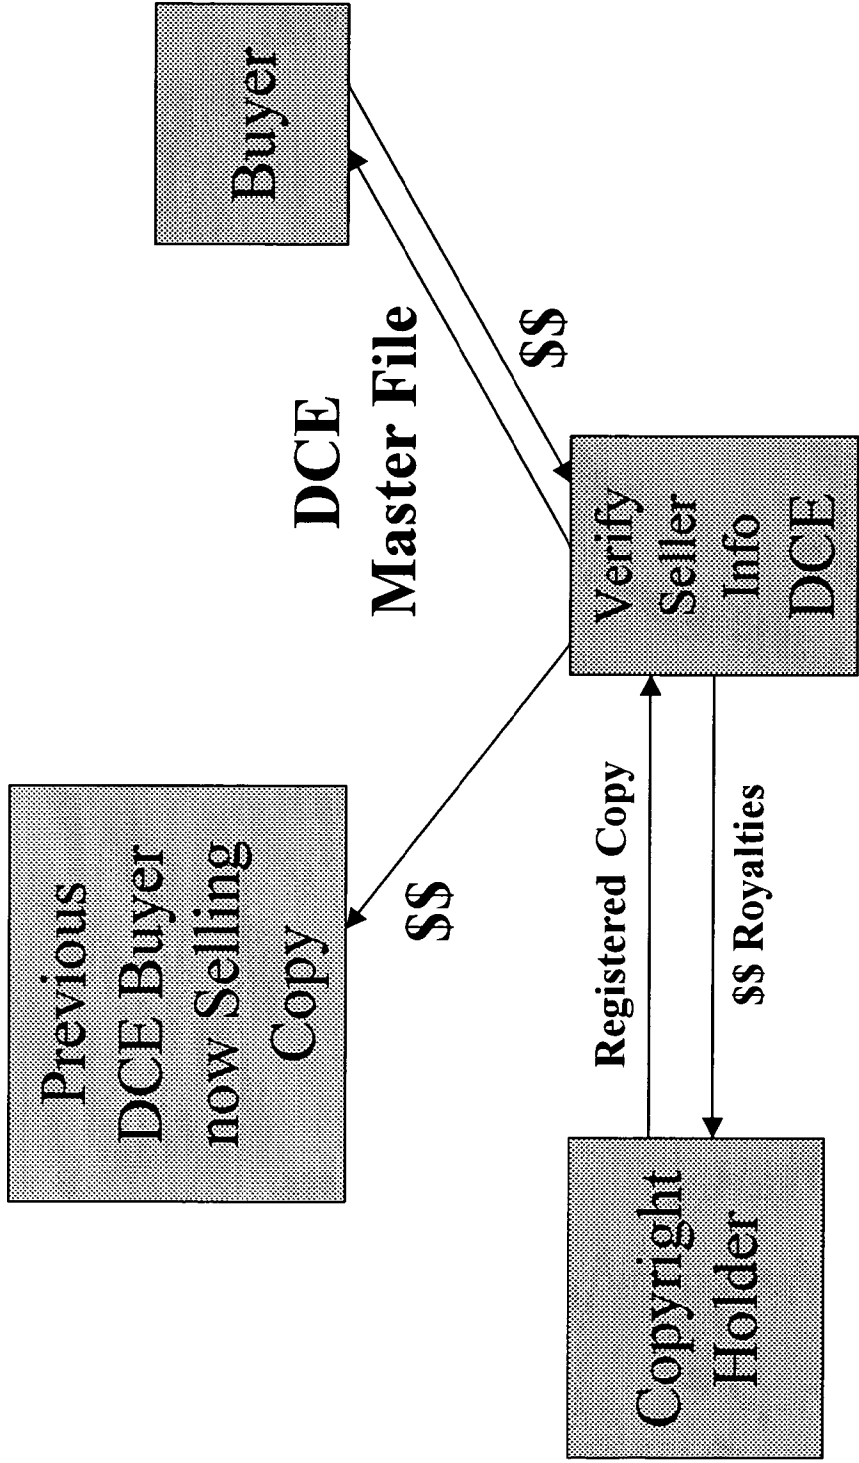 Previous
DCE Buyer
now Selling
Copy
Buyer
DCE
Master File
$$
$$
Copyright
Holder
Registered Copy
$$ Royalties
Verify
Seller
Info
DCE